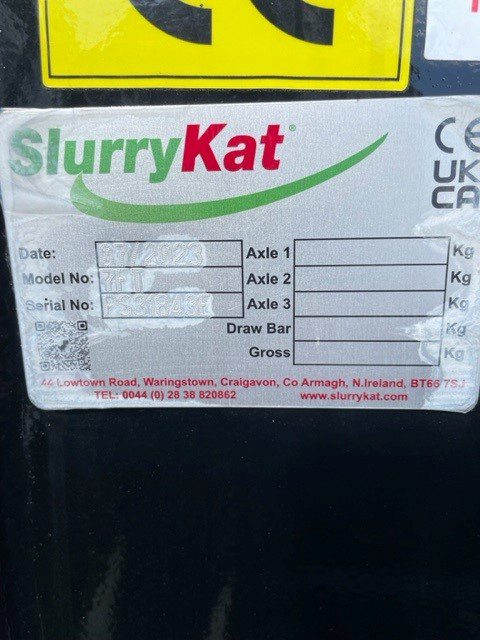 CE
SlurryKat®
CE
UK
CA
Date: /2023 Axle 1 Kg
Model No: Axle 2 Kg
Serial No: Axle 3 Kg
Draw Bar Kg
Gross Kg
44 Lowtown Road, Waringstown, Craigavon, Co Armagh, N.Ireland, BT66 7SJ
TEL: 0044 (0) 28 38 820862 www.slurrykat.com